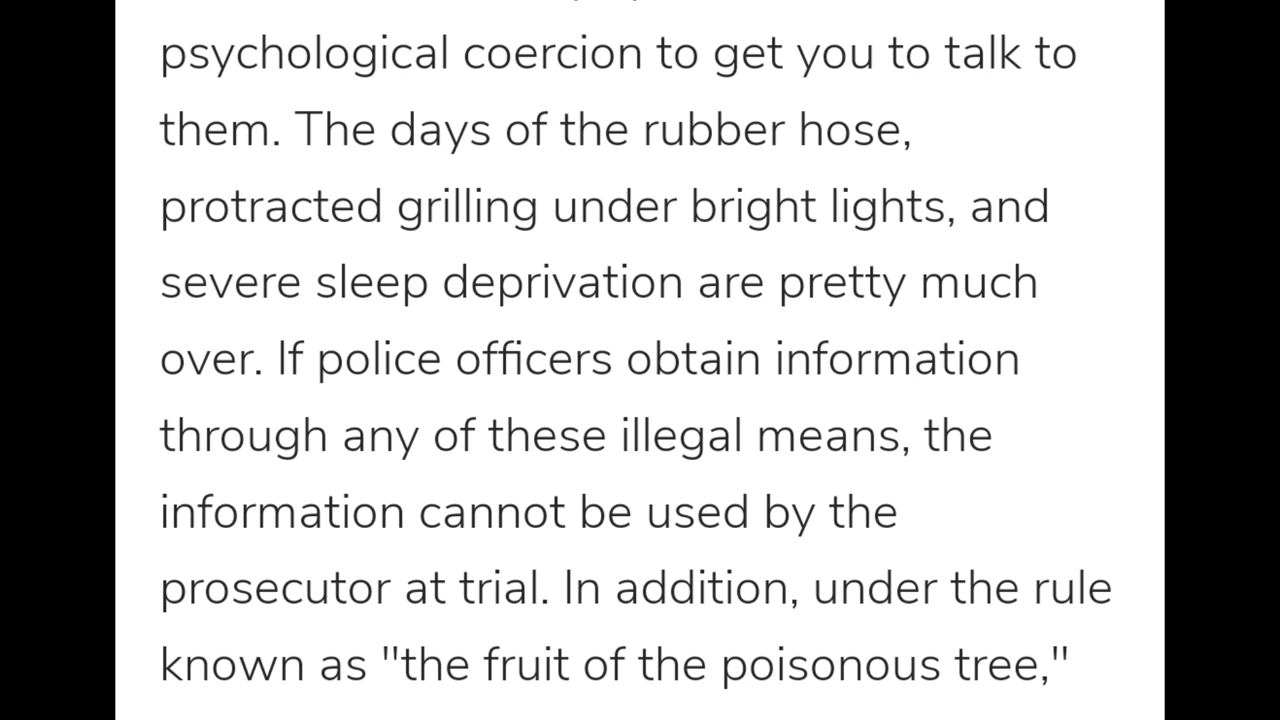 psychological coercion to get you to talk to
them. The days of the rubber hose,
protracted grilling under bright lights, and
severe sleep deprivation are pretty much
over. If police officers obtain information
through any of these illegal means, the
information cannot be used by the
prosecutor at trial. In addition, under the rule
known as "the fruit of the poisonous tree,"